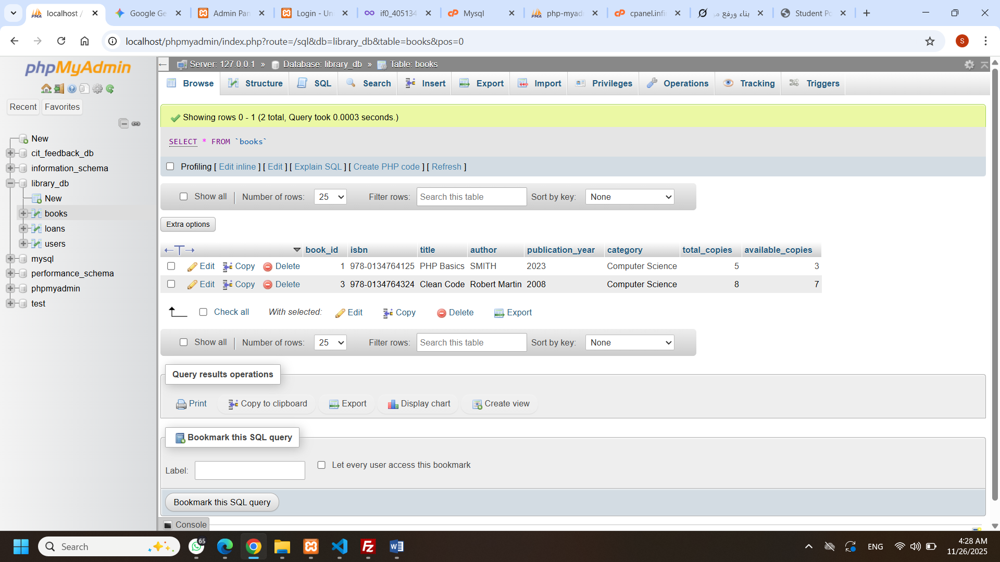 localhost /
Google Ge
Admin Pan
Login - Un
if0_405134
Mysql
php-myad
cpanel.infi
بناء ورفع م
Student Po
localhost/phpmyadmin/index.php?route=/sql&db=library_db&table=books&pos=0
S
phpMyAdmin
Recent Favorites
New
cit_feedback_db
information_schema
library_db
New
books
loans
users
mysql
performance_schema
phpmyadmin
test
Server: 127.0.0.1 » Database: library_db » Table: books
Browse Structure SQL Search Insert Export Import Privileges Operations Tracking Triggers
Showing rows 0 - 1 (2 total, Query took 0.0003 seconds.)
SELECT * FROM `books`
Profiling [ Edit inline ] [ Edit ] [ Explain SQL ] [ Create PHP code ] [ Refresh ]
Show all Number of rows: 25 Filter rows: Search this table Sort by key: None
Extra options
book_id isbn title author publication_year category total_copies available_copies
Edit Copy Delete 1 978-0134764125 PHP Basics SMITH 2023 Computer Science 5 3
Edit Copy Delete 3 978-0134764324 Clean Code Robert Martin 2008 Computer Science 8 7
Check all With selected: Edit Copy Delete Export
Show all Number of rows: 25 Filter rows: Search this table Sort by key: None
Query results operations
Print Copy to clipboard Export Display chart Create view
Bookmark this SQL query
Label: Let every user access this bookmark
Bookmark this SQL query
Console
Search
65
ENG
4:28 AM
11/26/2025